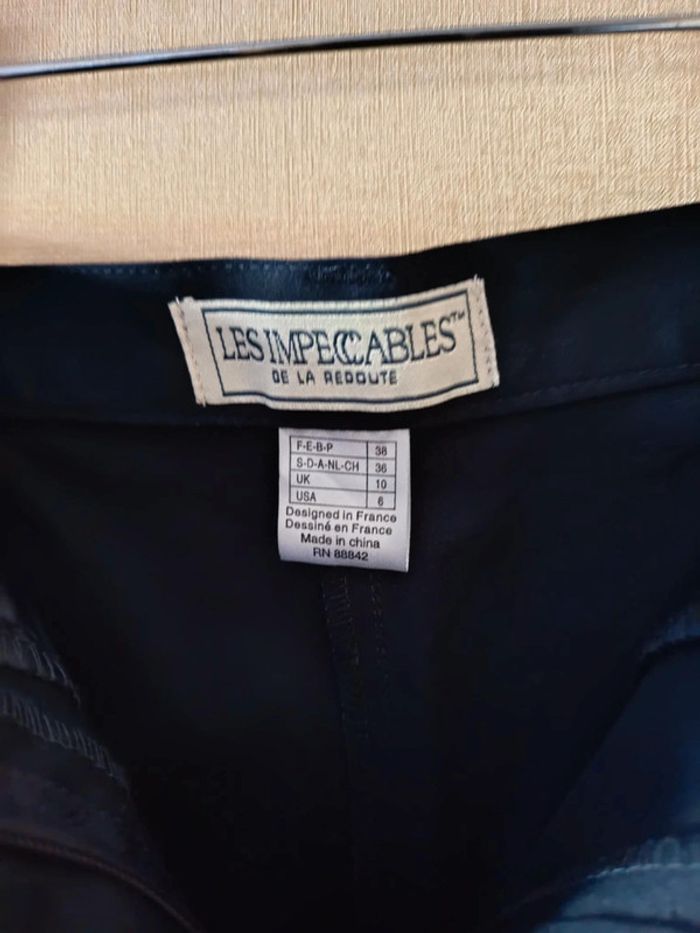 LES IMPECCABLES™
DE LA REDOUTE
F-E-B-P 38
S-D-A-NL-CH 36
UK 10
USA 6
Designed in France
Dessiné en France
Made in china
RN 88842